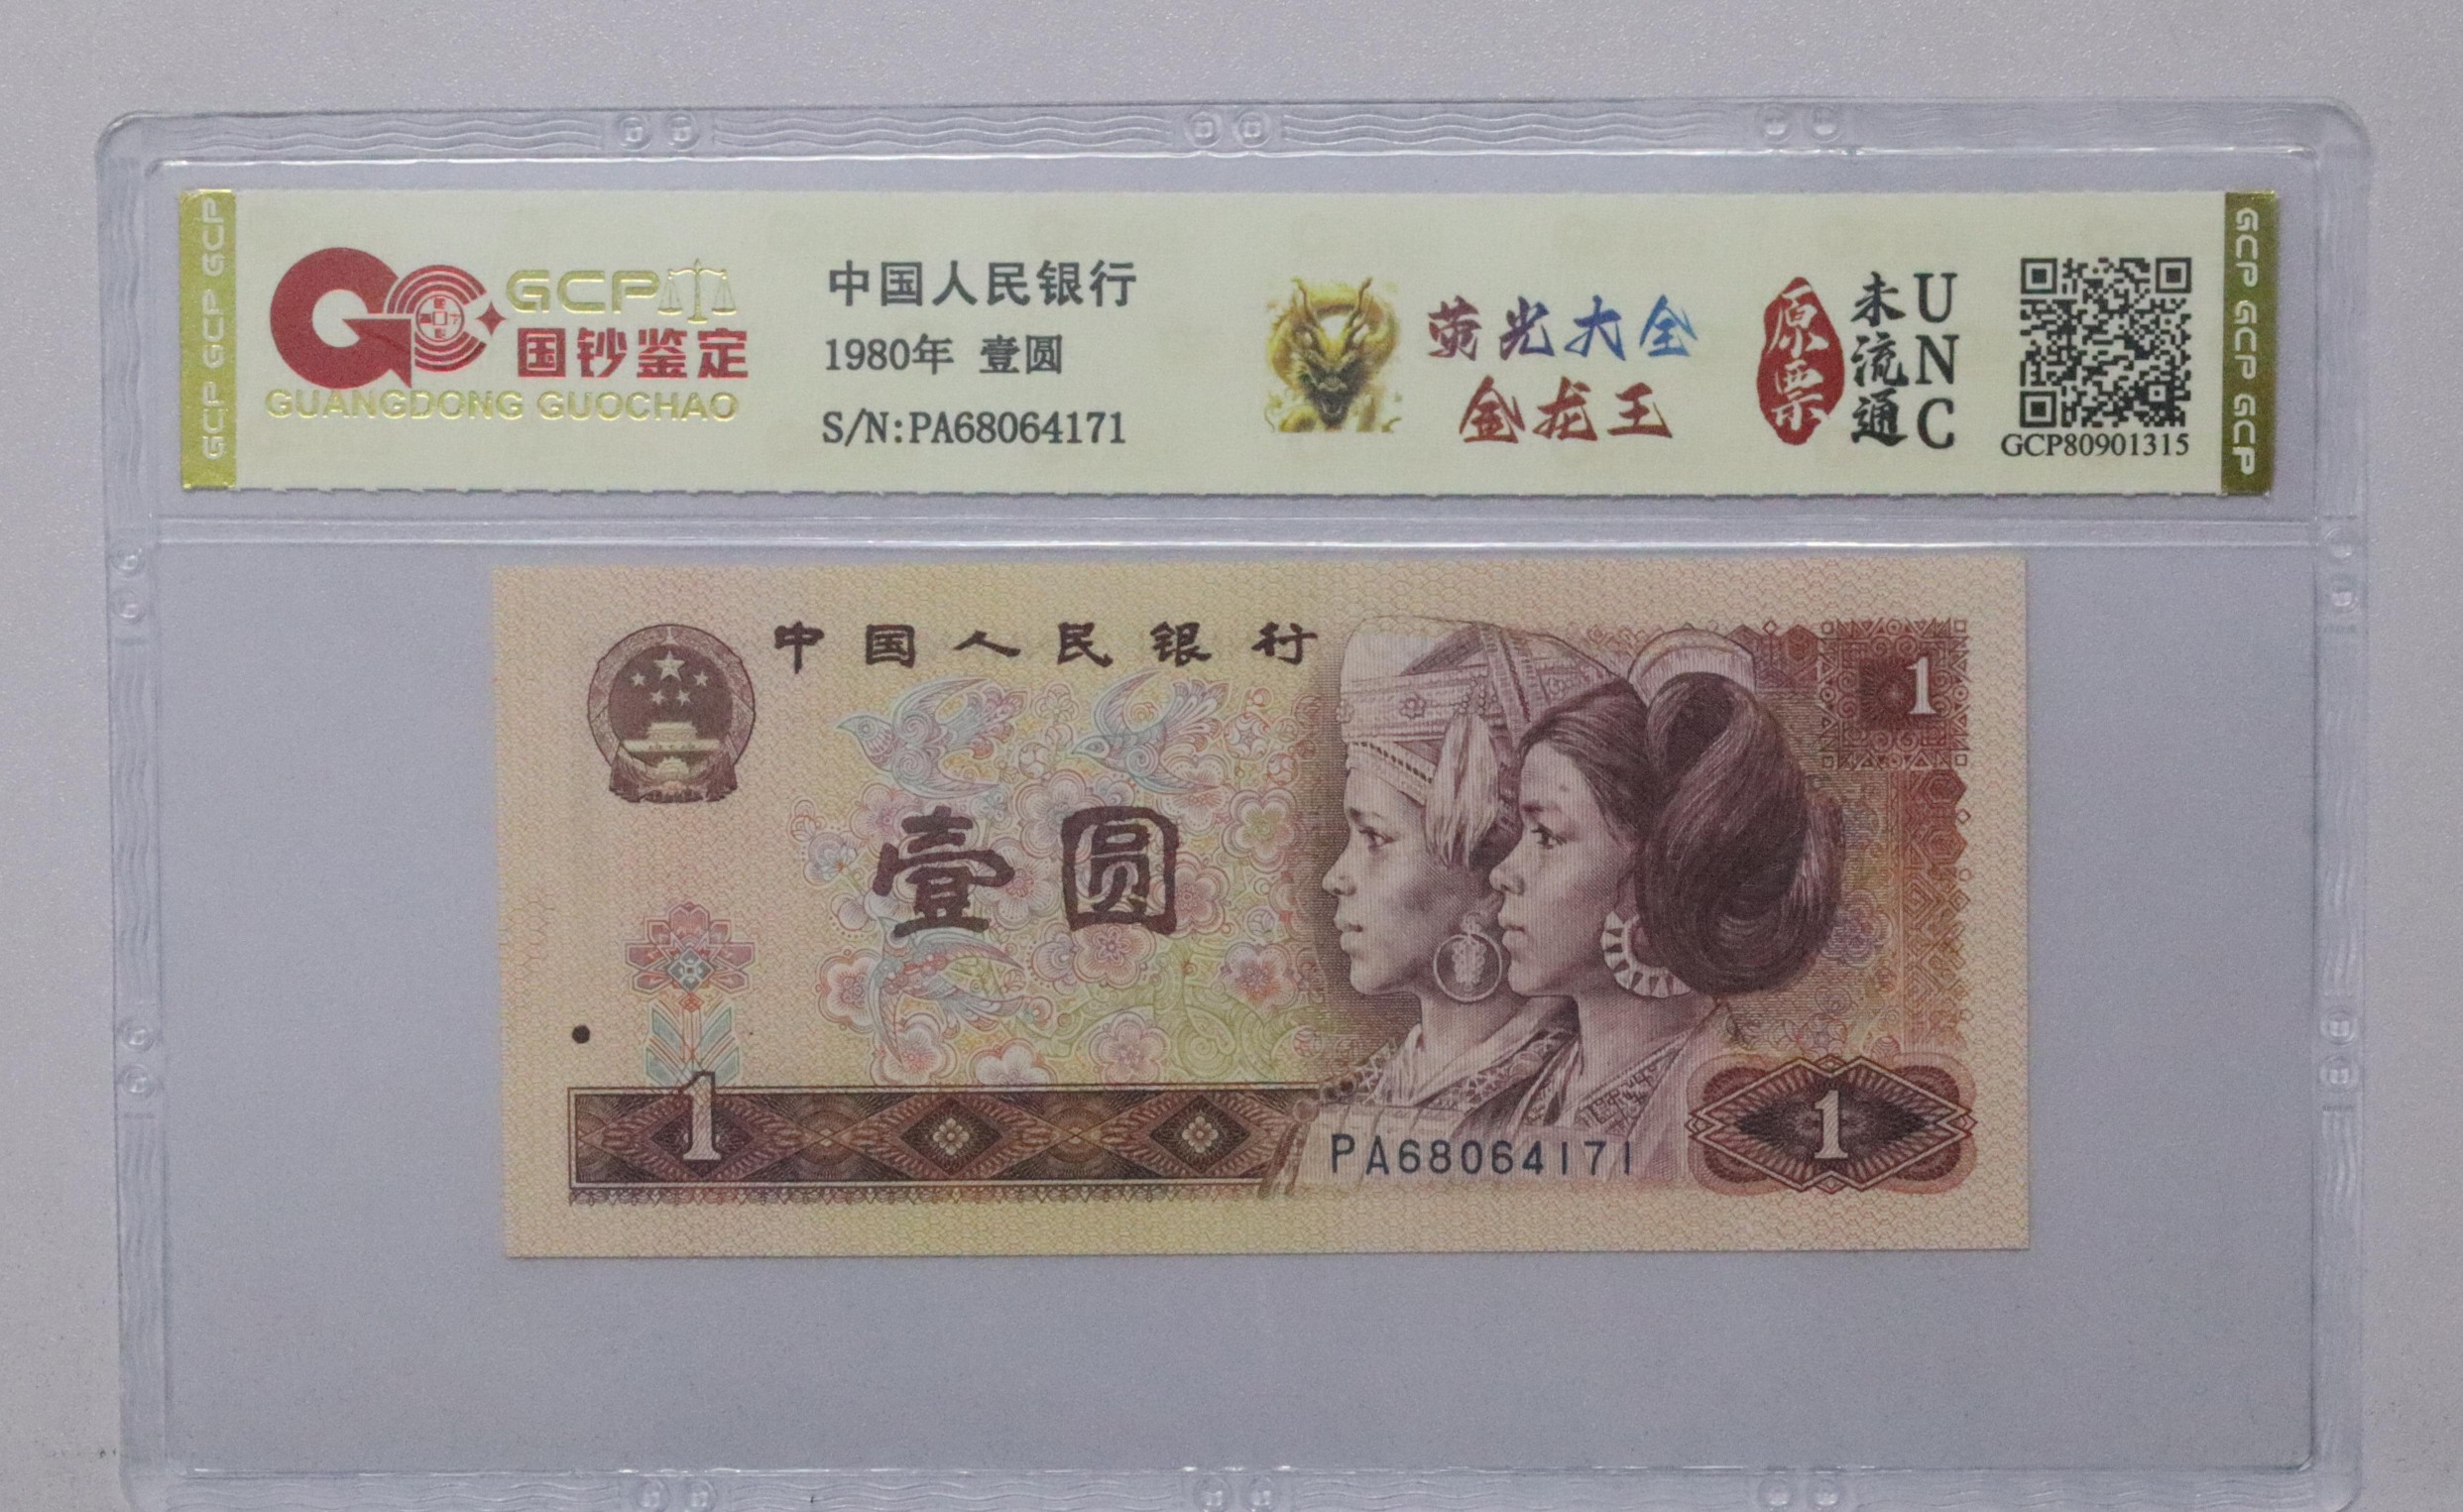 GCP GCP GCP
GCP
国钞鉴定
GUANGDONG GUOCHAO
中国人民银行
1980年 壹圆
S/N:PA68064171
荧光大全
金龙王
原票
未流通
UNC
GCP80901315
GCP GCP GCP GCP
中国人民银行
1
壹圆
1
PA68064171
1